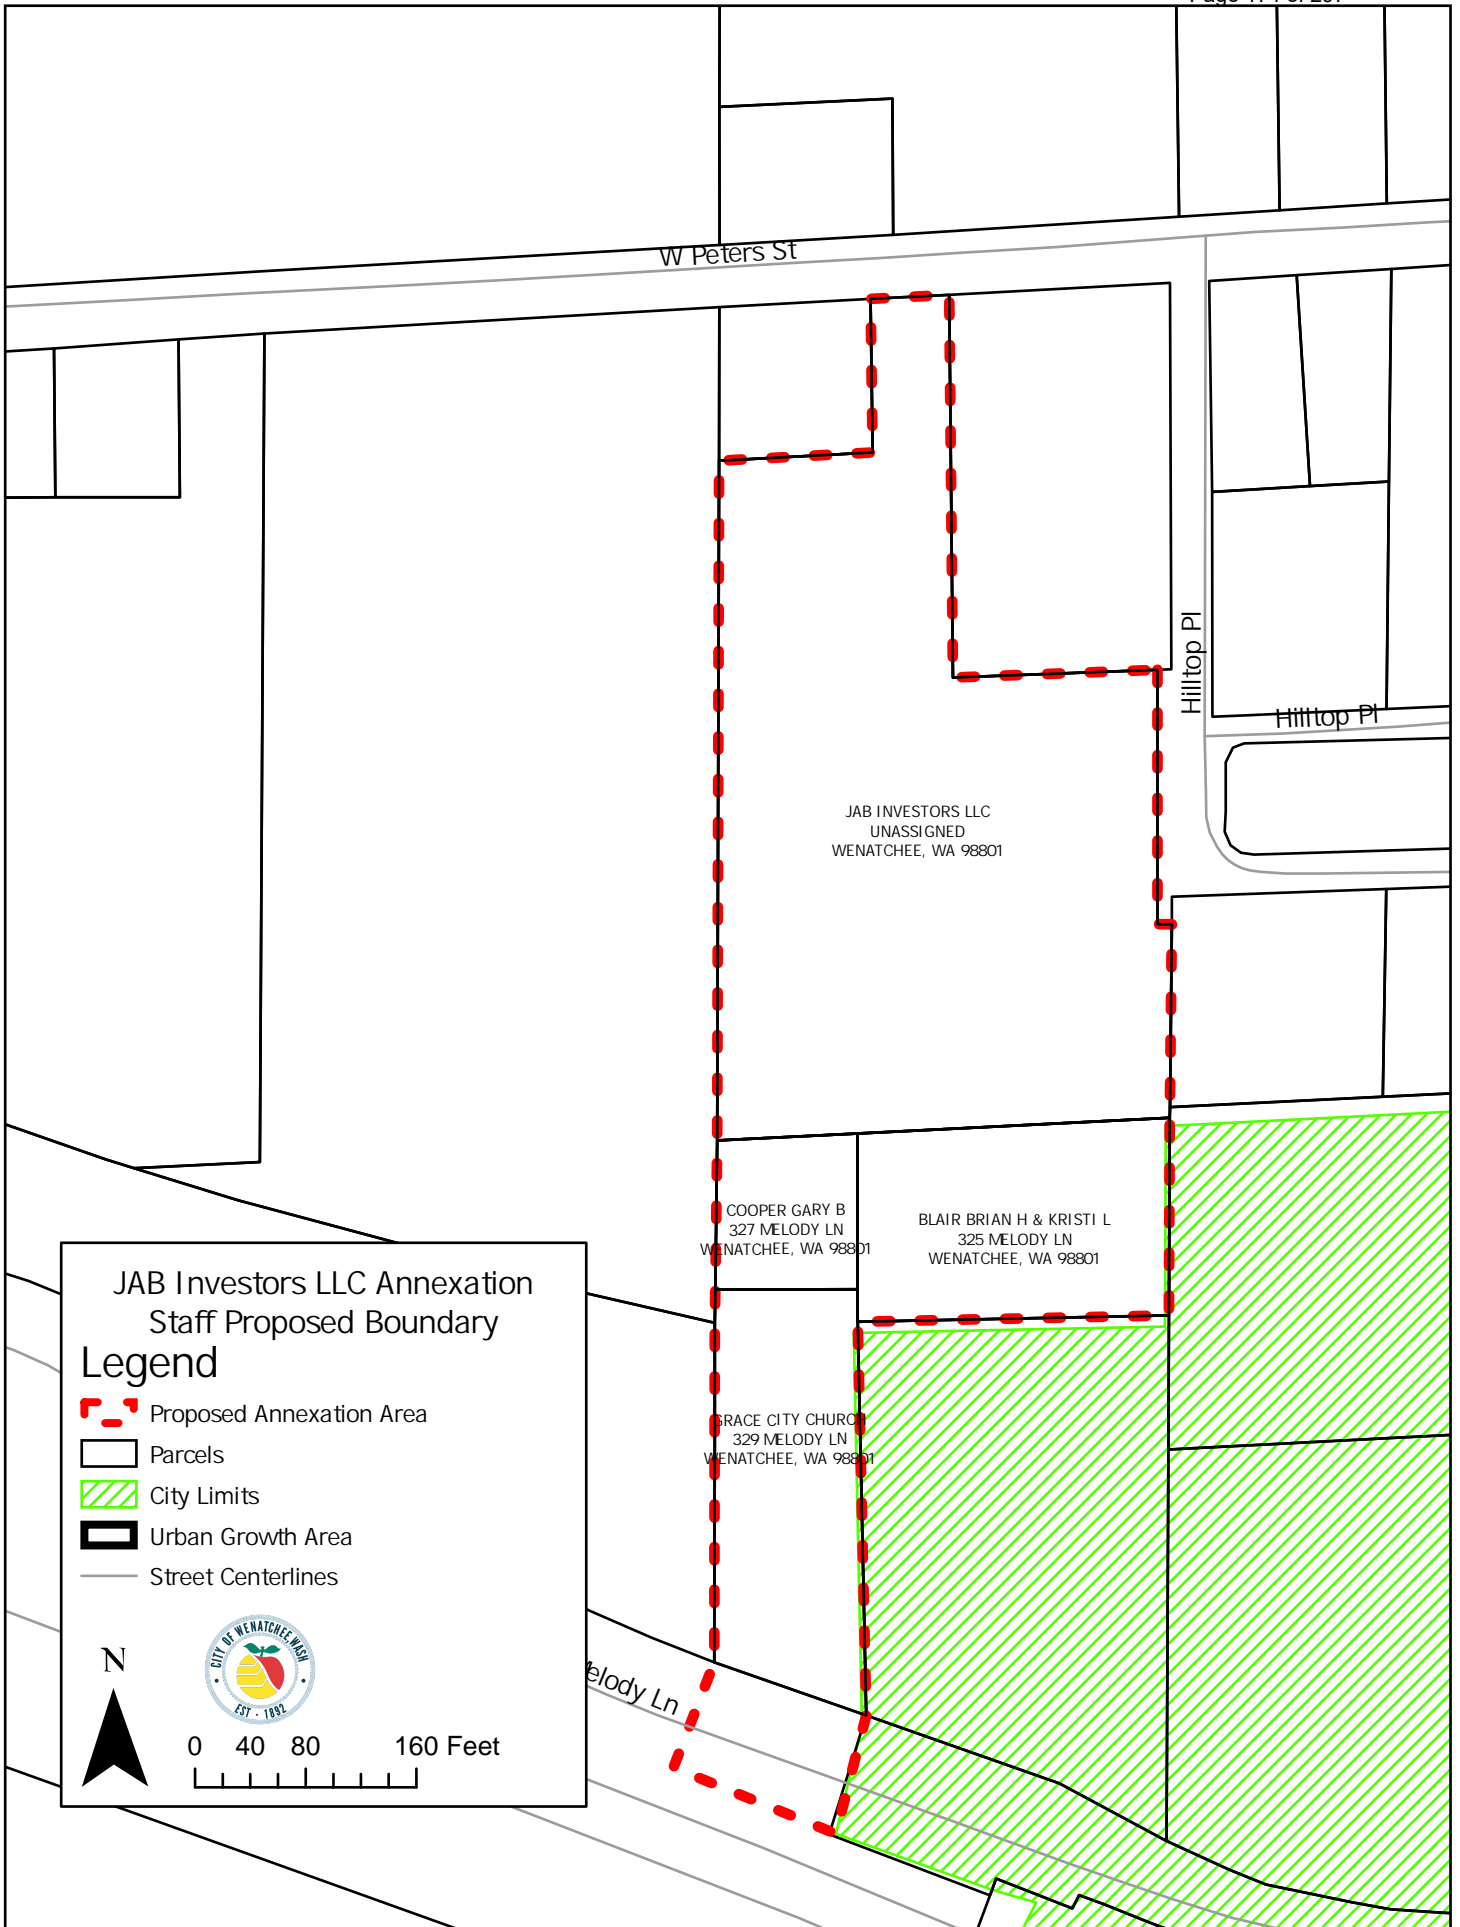 W Peters St
Hilltop Pl
Hilltop Pl
JAB INVESTORS LLC
UNASSIGNED
WENATCHEE, WA 98801
COOPER GARY B
327 MELODY LN
WENATCHEE, WA 98801
BLAIR BRIAN H & KRISTI L
325 MELODY LN
WENATCHEE, WA 98801
GRACE CITY CHURCH
329 MELODY LN
WENATCHEE, WA 98801
elody Ln
JAB Investors LLC Annexation
Staff Proposed Boundary
Legend
Proposed Annexation Area
Parcels
City Limits
Urban Growth Area
Street Centerlines
N
CITY OF WENATCHEE, WASH
EST - 1892
0 40 80 160 Feet